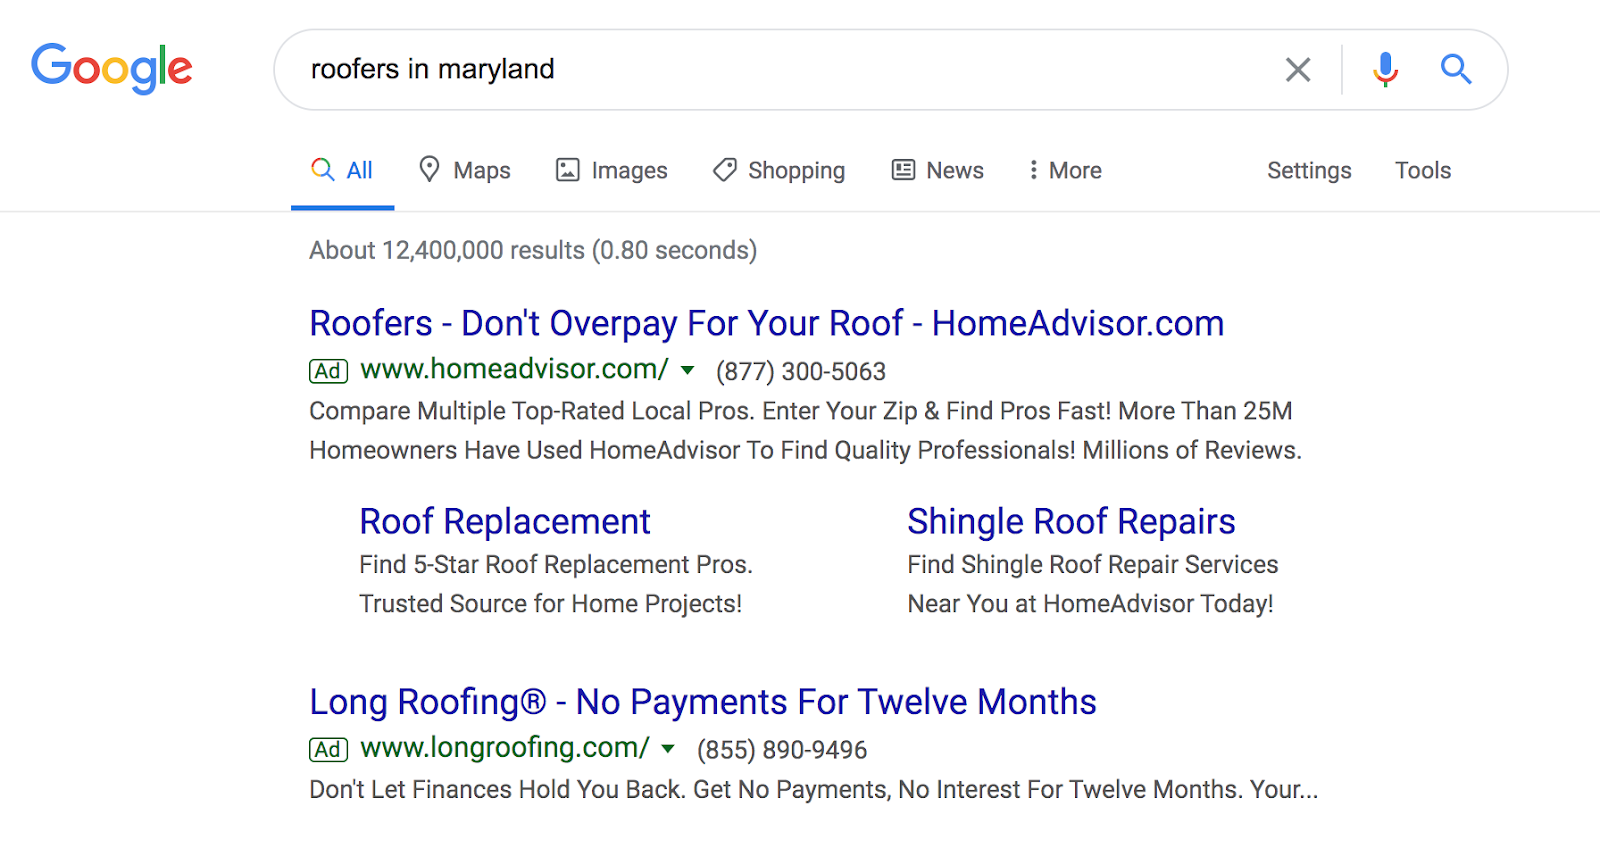 Google
roofers in maryland
All Maps Images Shopping News More Settings Tools
About 12,400,000 results (0.80 seconds)
Roofers - Don't Overpay For Your Roof - HomeAdvisor.com
Ad www.homeadvisor.com/ (877) 300-5063
Compare Multiple Top-Rated Local Pros. Enter Your Zip & Find Pros Fast! More Than 25M
Homeowners Have Used HomeAdvisor To Find Quality Professionals! Millions of Reviews.
Roof Replacement
Find 5-Star Roof Replacement Pros.
Trusted Source for Home Projects!
Shingle Roof Repairs
Find Shingle Roof Repair Services
Near You at HomeAdvisor Today!
Long Roofing® - No Payments For Twelve Months
Ad www.longroofing.com/ (855) 890-9496
Don't Let Finances Hold You Back. Get No Payments, No Interest For Twelve Months. Your...